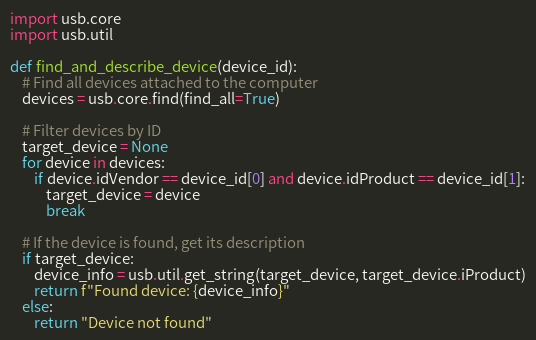 import usb.core
import usb.util

def find_and_describe_device(device_id):
    # Find all devices attached to the computer
    devices = usb.core.find(find_all=True)

    # Filter devices by ID
    target_device = None
    for device in devices:
        if device.idVendor == device_id[0] and device.idProduct == device_id[1]:
            target_device = device
            break

    # If the device is found, get its description
    if target_device:
        device_info = usb.util.get_string(target_device, target_device.iProduct)
        return f"Found device: {device_info}"
    else:
        return "Device not found"